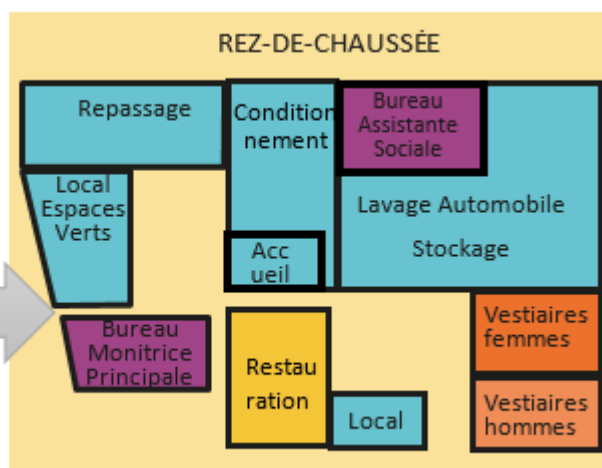 REZ-DE-CHAUSSÉE
Repassage
Condition
nement
Bureau
Assistante
Sociale
Local
Espaces
Verts
Lavage Automobile
Stockage
Acc
ueil
Bureau
Monitrice
Principale
Restau
ration
Local
Vestiaires
femmes
Vestiaires
hommes